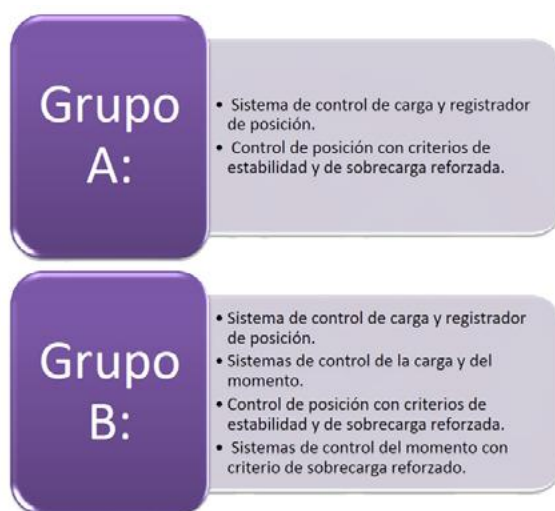 Grupo
A:
• Sistema de control de carga y registrador
de posición.
• Control de posición con criterios de
estabilidad y de sobrecarga reforzada.
Grupo
B:
• Sistema de control de carga y registrador
de posición.
• Sistemas de control de la carga y del
momento.
• Control de posición con criterios de
estabilidad y de sobrecarga reforzada.
• Sistemas de control del momento con
criterio de sobrecarga reforzado.